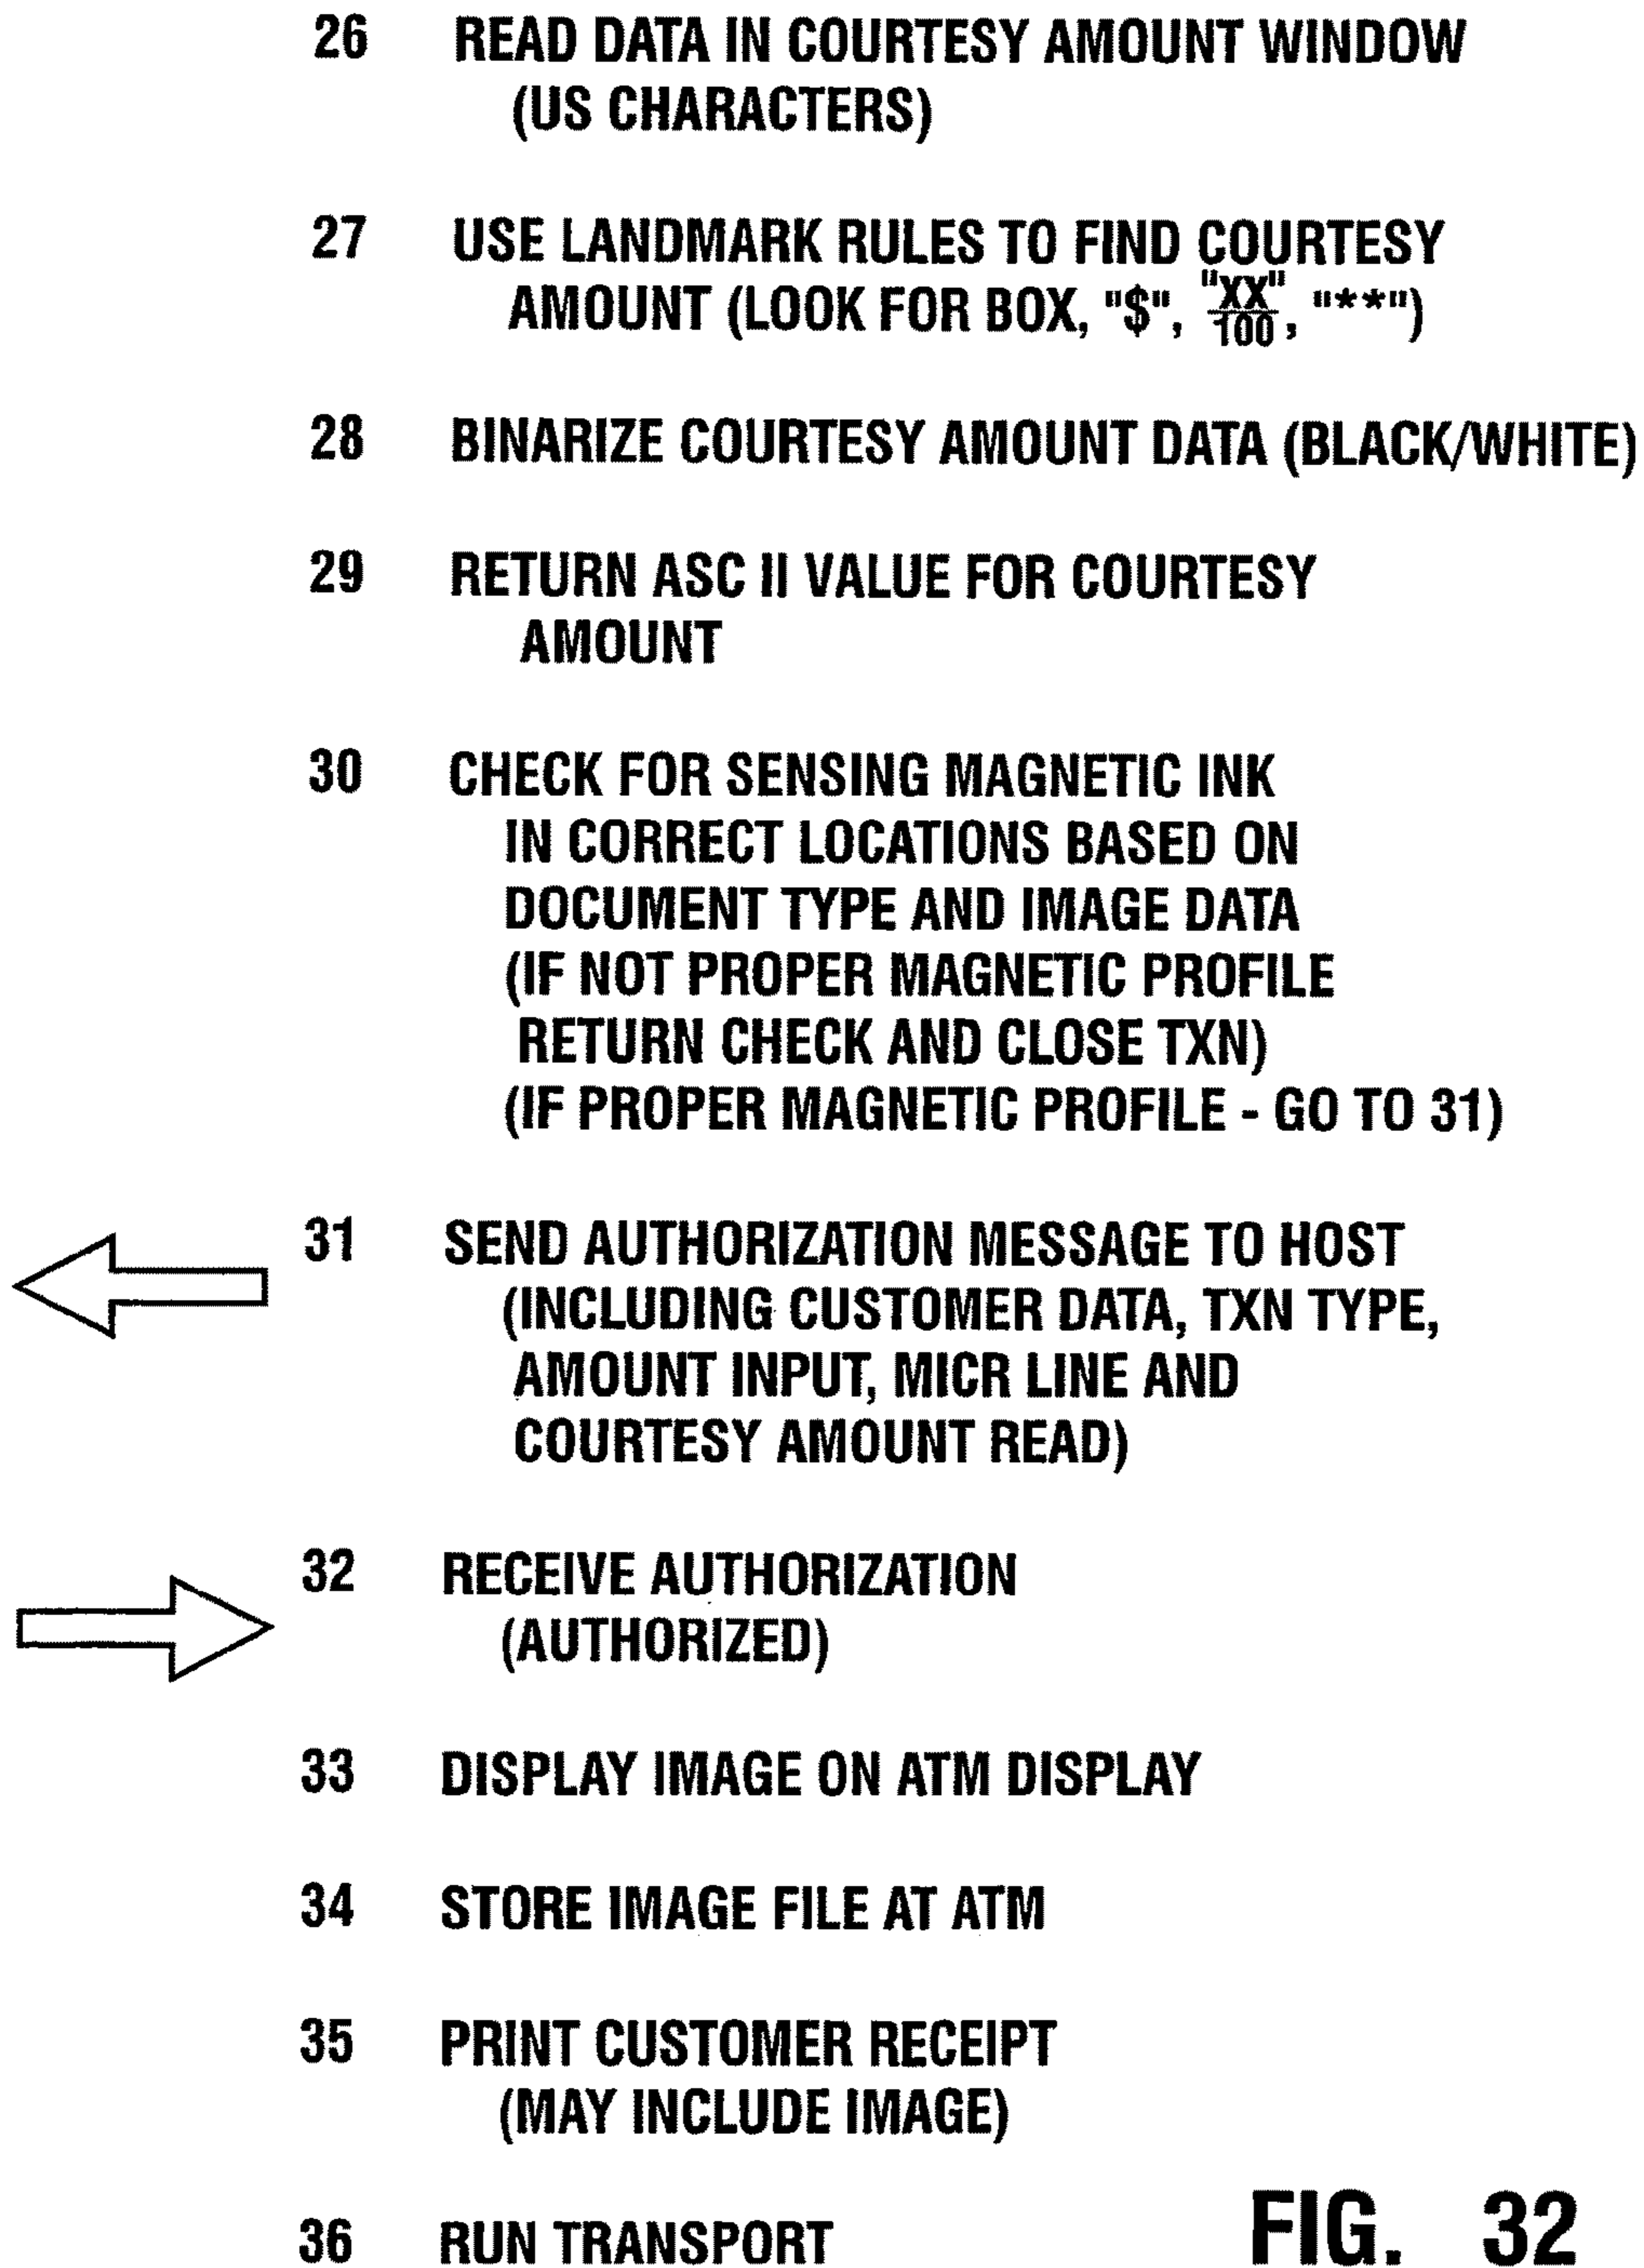 26 READ DATA IN COURTESY AMOUNT WINDOW
(US CHARACTERS)
27 USE LANDMARK RULES TO FIND COURTESY
AMOUNT (LOOK FOR BOX, "$", "XX"/100, "**")
28 BINARIZE COURTESY AMOUNT DATA (BLACK/WHITE)
29 RETURN ASC II VALUE FOR COURTESY
AMOUNT
30 CHECK FOR SENSING MAGNETIC INK
IN CORRECT LOCATIONS BASED ON
DOCUMENT TYPE AND IMAGE DATA
(IF NOT PROPER MAGNETIC PROFILE
RETURN CHECK AND CLOSE TXN)
(IF PROPER MAGNETIC PROFILE - GO TO 31)
31 SEND AUTHORIZATION MESSAGE TO HOST
(INCLUDING CUSTOMER DATA, TXN TYPE,
AMOUNT INPUT, MICR LINE AND
COURTESY AMOUNT READ)
32 RECEIVE AUTHORIZATION
(AUTHORIZED)
33 DISPLAY IMAGE ON ATM DISPLAY
34 STORE IMAGE FILE AT ATM
35 PRINT CUSTOMER RECEIPT
(MAY INCLUDE IMAGE)
36 RUN TRANSPORT
FIG. 32